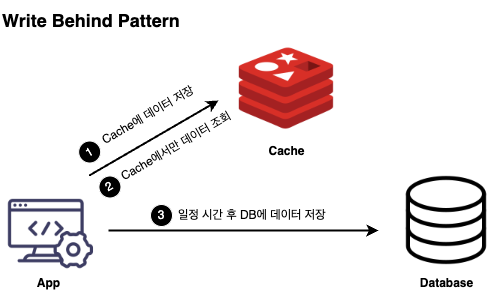 Write Behind Pattern
1 Cache에 데이터 저장
2 Cache에서만 데이터 조회
Cache
3 일정 시간 후 DB에 데이터 저장
App
Database